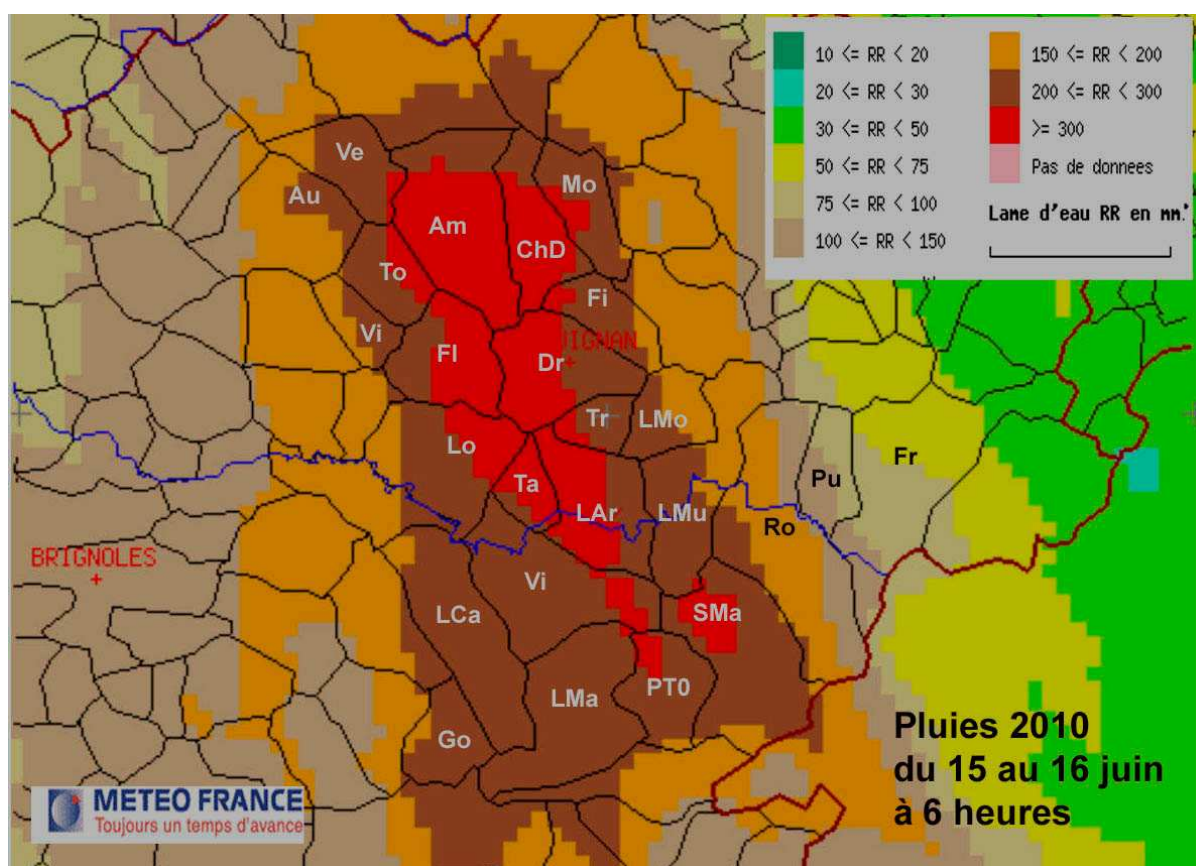 10 <= RR < 20
20 <= RR < 30
30 <= RR < 50
50 <= RR < 75
75 <= RR < 100
100 <= RR < 150
150 <= RR < 200
200 <= RR < 300
>= 300
Pas de donnees
Lame d'eau RR en mm.
Ve
Au
Mo
Am
ChD
To
Fi
Vi
Fl
UIGNAN
Dr
Tr
LMo
Lo
Fr
Pu
Ta
LAr
LMu
Ro
BRIGNOLES
Vi
LCa
SMa
PT0
LMa
Go
Pluies 2010
du 15 au 16 juin
à 6 heures
METEO FRANCE
Toujours un temps d'avance